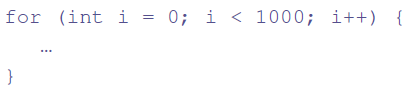 for (int i = 0; i < 1000; i++) {
…
}